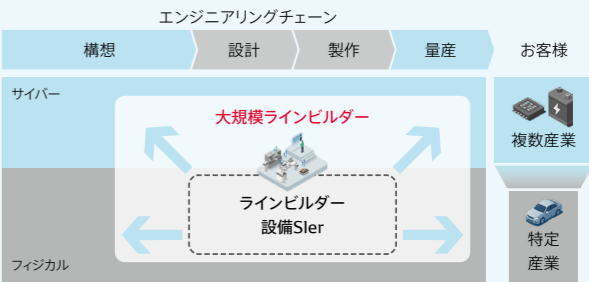 エンジニアリングチェーン
構想
設計
製作
量産
お客様
サイバー
大規模ラインビルダー
複数産業
ラインビルダー
設備SIer
特定
産業
フィジカル